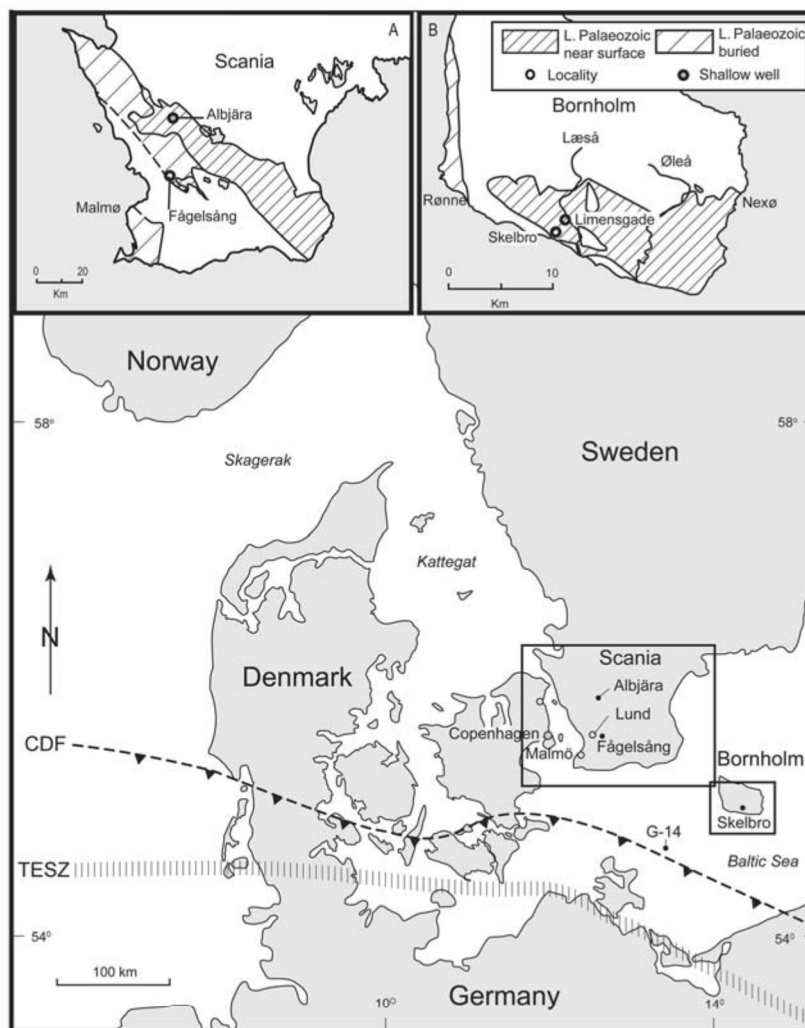 A
Scania
Albjära
Malmø
Fågelsång
0 20
Km
B
L. Palaeozoic
near surface
L. Palaeozoic
buried
Locality
Shallow well
Bornholm
Læså
Øleå
Rønne
Nexø
Limensgade
Skelbro
0 10
Km
Norway
58°
58°
Skagerak
Sweden
Kattegat
N
Denmark
Scania
Albjära
Copenhagen
Lund
Malmö
Fågelsång
CDF
Bornholm
Skelbro
G-14
Baltic Sea
TESZ
54°
54°
100 km
10°
14°
Germany